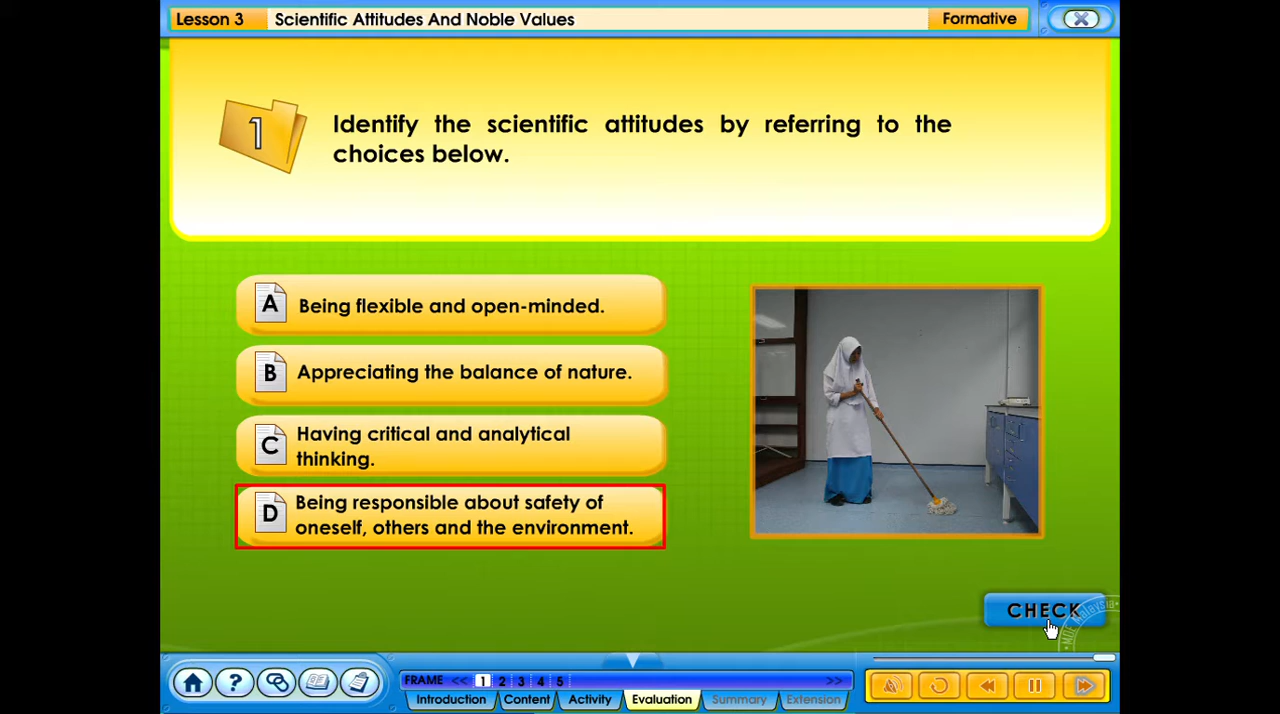 Lesson 3 Scientific Attitudes And Noble Values Formative
1
Identify the scientific attitudes by referring to the
choices below.
A Being flexible and open-minded.
B Appreciating the balance of nature.
C Having critical and analytical
thinking.
D Being responsible about safety of
oneself, others and the environment.
CHECK
MOE Malaysia
? FRAME << 1 2 3 4 5 >>
Introduction Content Activity Evaluation Summary Extension